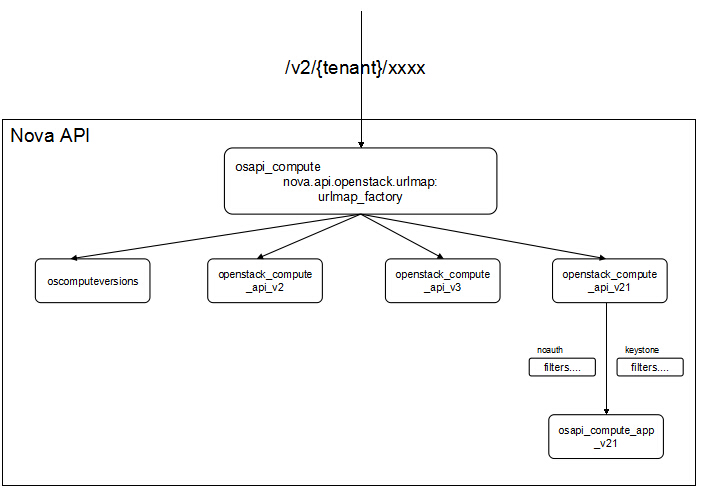 /v2/{tenant}/xxxx
Nova API
osapi_compute
nova.api.openstack.urlmap:
urlmap_factory
oscomputeversions
openstack_compute
_api_v2
openstack_compute
_api_v3
openstack_compute
_api_v21
noauth
filters....
keystone
filters....
osapi_compute_app
_v21